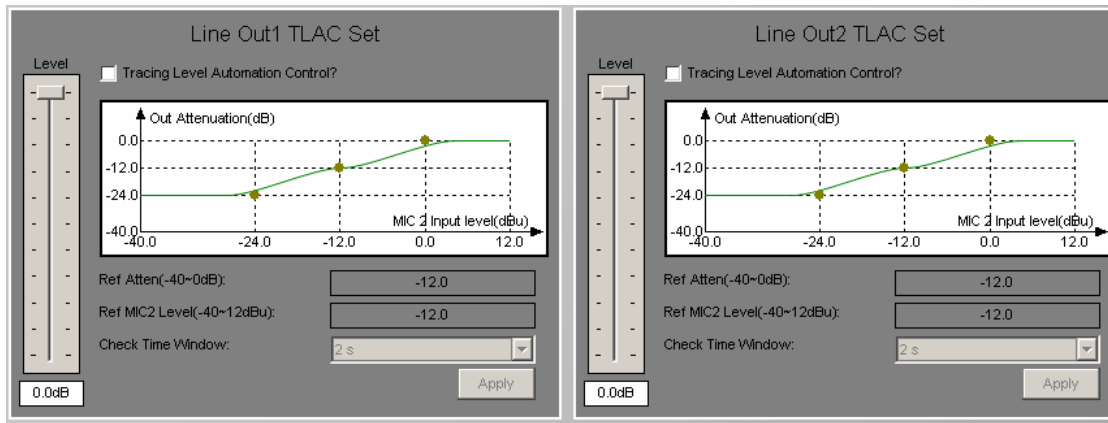 Line Out1 TLAC Set
Level
Tracing Level Automation Control?
Out Attenuation(dB)
0.0
-12.0
-24.0
-40.0
MIC 2 Input level(dBu)
-40.0 -24.0 -12.0 0.0 12.0
Ref Atten(-40~0dB): -12.0
Ref MIC2 Level(-40~12dBu): -12.0
Check Time Window: 2 s
0.0dB
Apply
Line Out2 TLAC Set
Level
Tracing Level Automation Control?
Out Attenuation(dB)
0.0
-12.0
-24.0
-40.0
MIC 2 Input level(dBu)
-40.0 -24.0 -12.0 0.0 12.0
Ref Atten(-40~0dB): -12.0
Ref MIC2 Level(-40~12dBu): -12.0
Check Time Window: 2 s
0.0dB
Apply